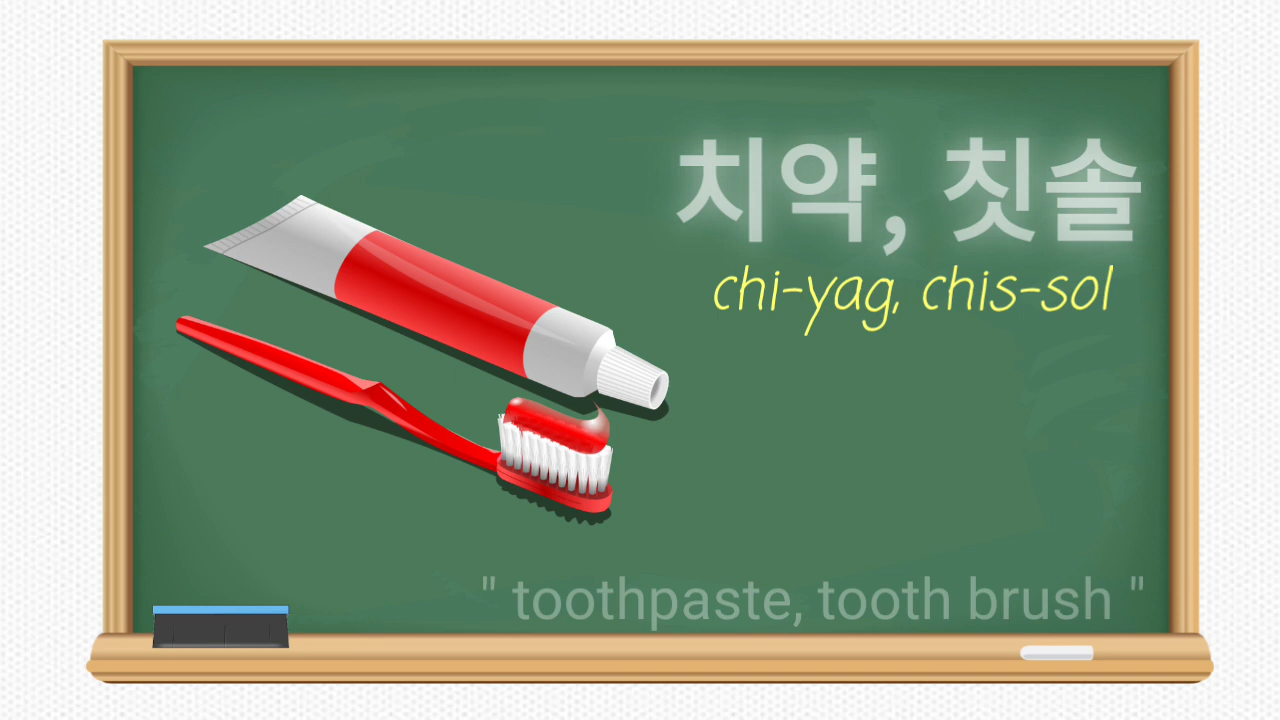 치약, 칫솔
chi-yag, chis-sol
" toothpaste, tooth brush "